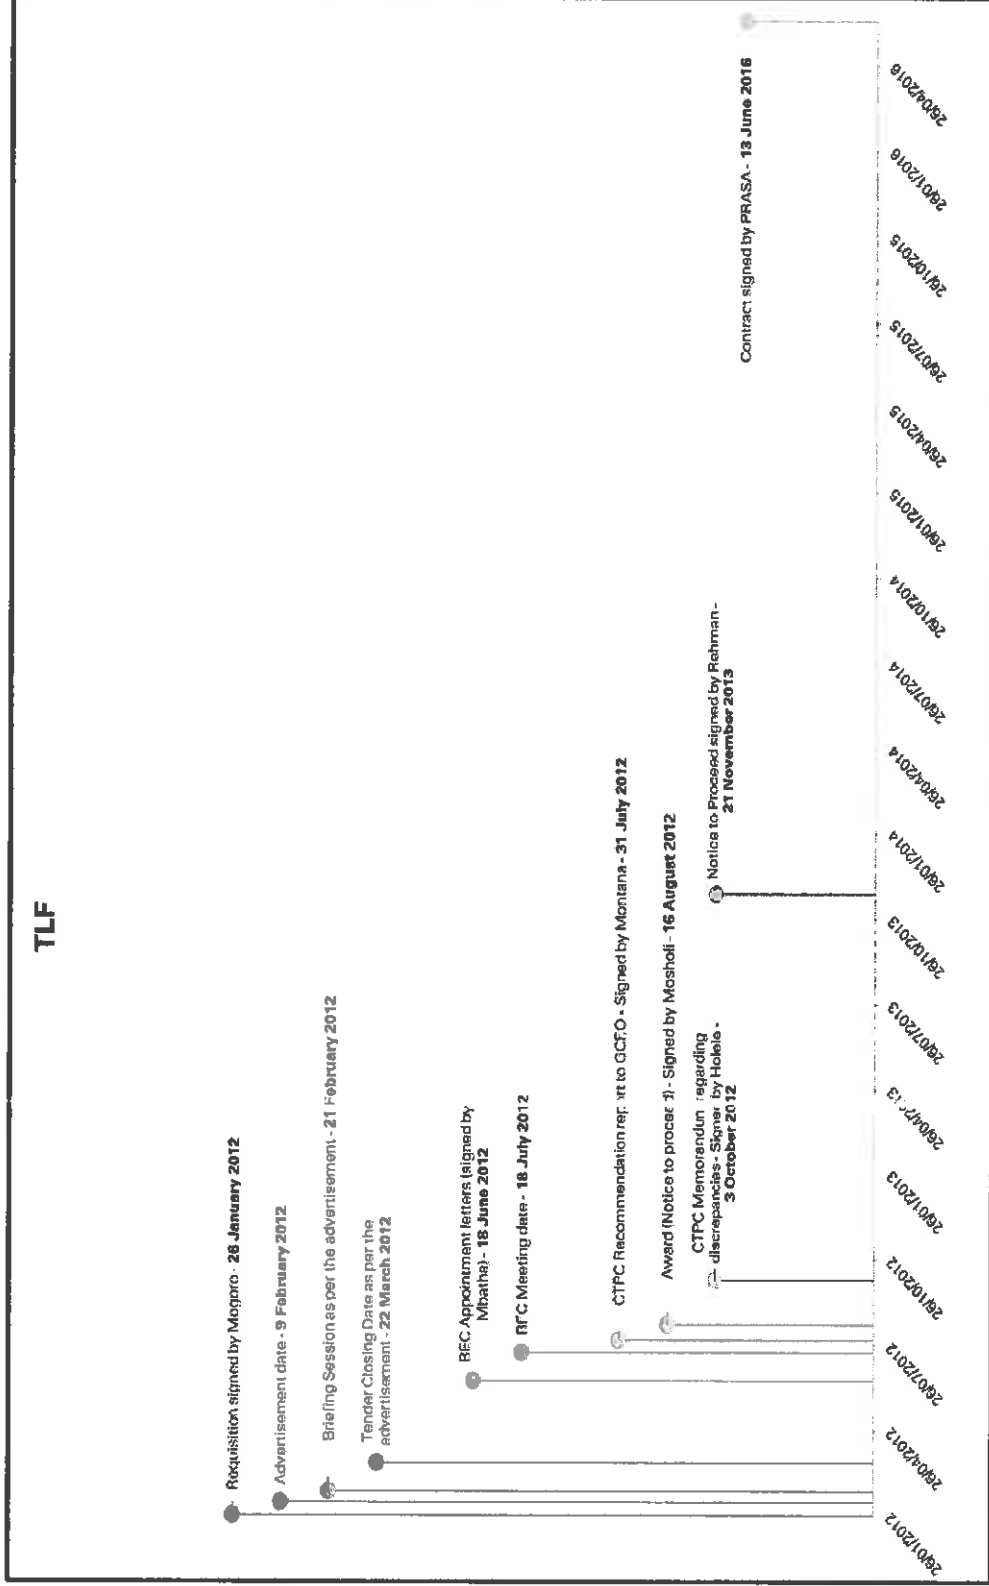 TLF
Requisition signed by Mogoro - 26 January 2012
Advertisement date - 9 February 2012
Briefing Session as per the advertisement - 21 February 2012
Tender Closing Date as per the
advertisement - 22 March 2012
BEC Appointment letters (signed by
Mbatha) - 18 June 2012
Meeting date - 18 July 2012
CTPC Recommendation to GCEO - Signed by Montana - 31 July 2012
Award (Notice to - Signed by Mosholi - 16 August 2012
CTPC Memorandum regarding
discrepancies - by Holele -
3 October 2012
Notice to Proceed signed by Rahman -
21 November 2013
Contract signed by PRASA - 13 June 2016
26/01/2012
26/04/2012
26/07/2012
26/10/2012
26/01/2013
26/07/2013
26/10/2013
26/01/2014
26/04/2014
26/07/2014
26/10/2014
26/01/2015
26/04/2015
26/07/2015
26/10/2015
26/01/2016
26/04/2016